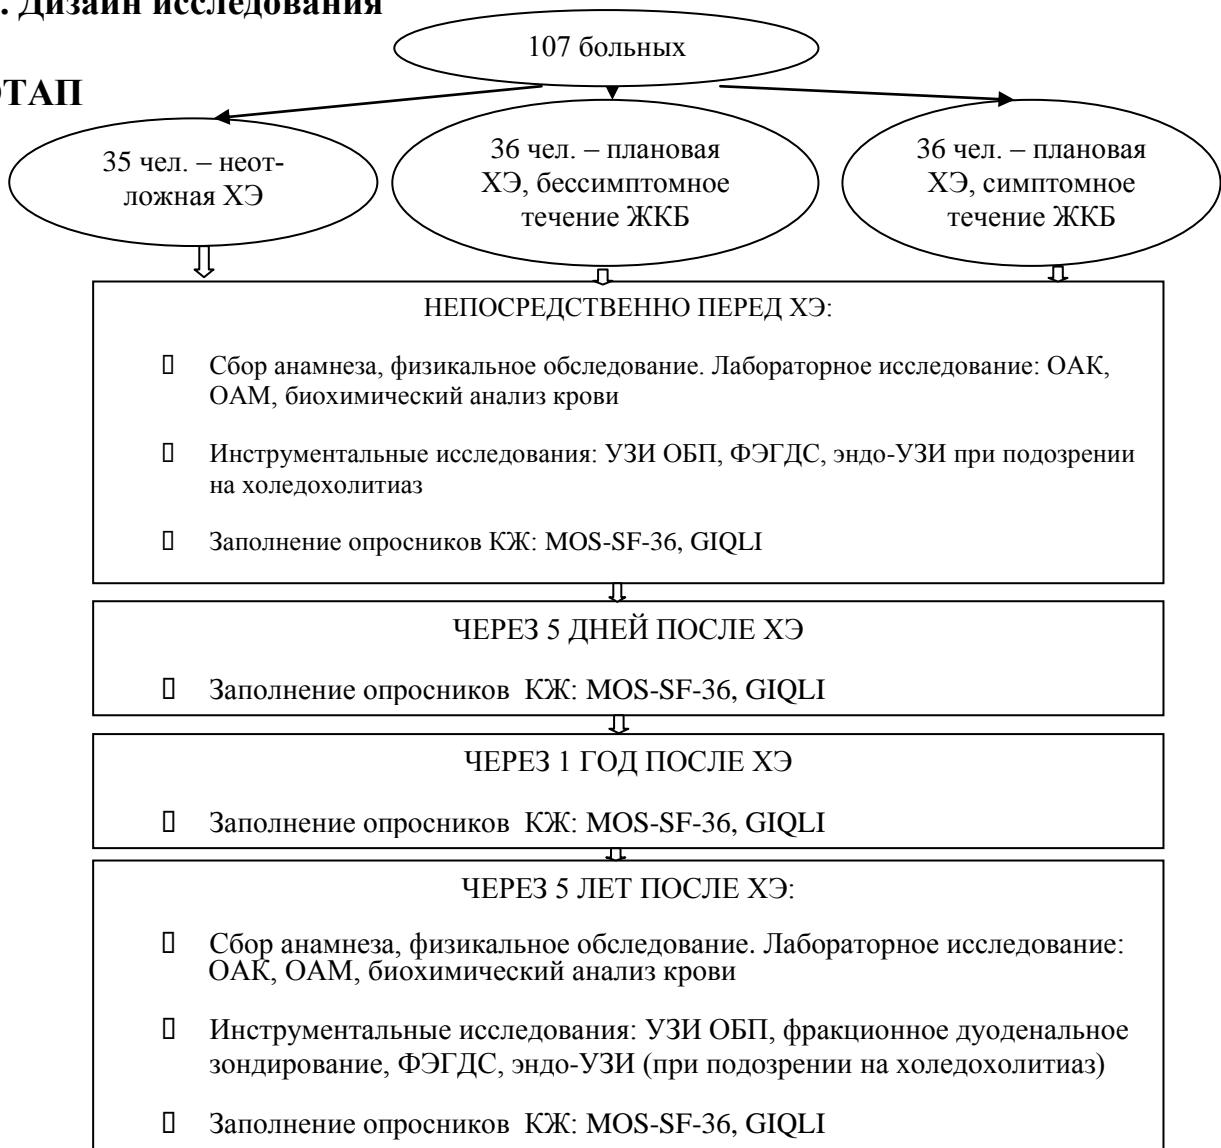 . Дизайн исследования
107 больных
ЭТАП
35 чел. – неот-
ложная ХЭ
36 чел. – плановая
ХЭ, бессимптомное
течение ЖКБ
36 чел. – плановая
ХЭ, симптомное
течение ЖКБ
НЕПОСРЕДСТВЕННО ПЕРЕД ХЭ:
Сбор анамнеза, физикальное обследование. Лабораторное исследование: ОАК,
ОАМ, биохимический анализ крови
Инструментальные исследования: УЗИ ОБП, ФЭГДС, эндо-УЗИ при подозрении
на холедохолитиаз
Заполнение опросников КЖ: MOS-SF-36, GIQLI
ЧЕРЕЗ 5 ДНЕЙ ПОСЛЕ ХЭ
Заполнение опросников КЖ: MOS-SF-36, GIQLI
ЧЕРЕЗ 1 ГОД ПОСЛЕ ХЭ
Заполнение опросников КЖ: MOS-SF-36, GIQLI
ЧЕРЕЗ 5 ЛЕТ ПОСЛЕ ХЭ:
Сбор анамнеза, физикальное обследование. Лабораторное исследование:
ОАК, ОАМ, биохимический анализ крови
Инструментальные исследования: УЗИ ОБП, фракционное дуоденальное
зондирование, ФЭГДС, эндо-УЗИ (при подозрении на холедохолитиаз)
Заполнение опросников КЖ: MOS-SF-36, GIQLI